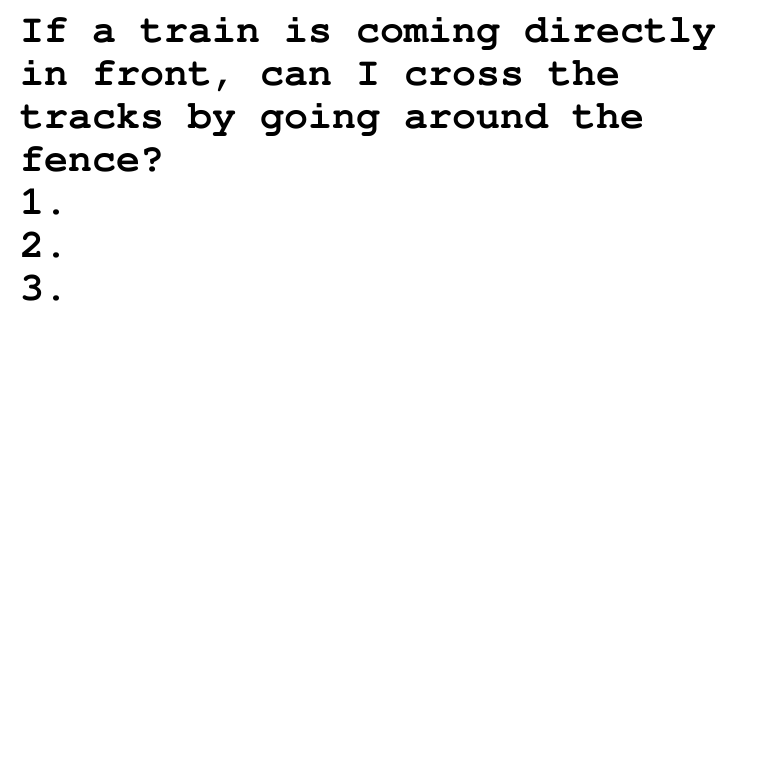 If a train is coming directly
in front, can I cross the
tracks by going around the
fence?
1.
2.
3.